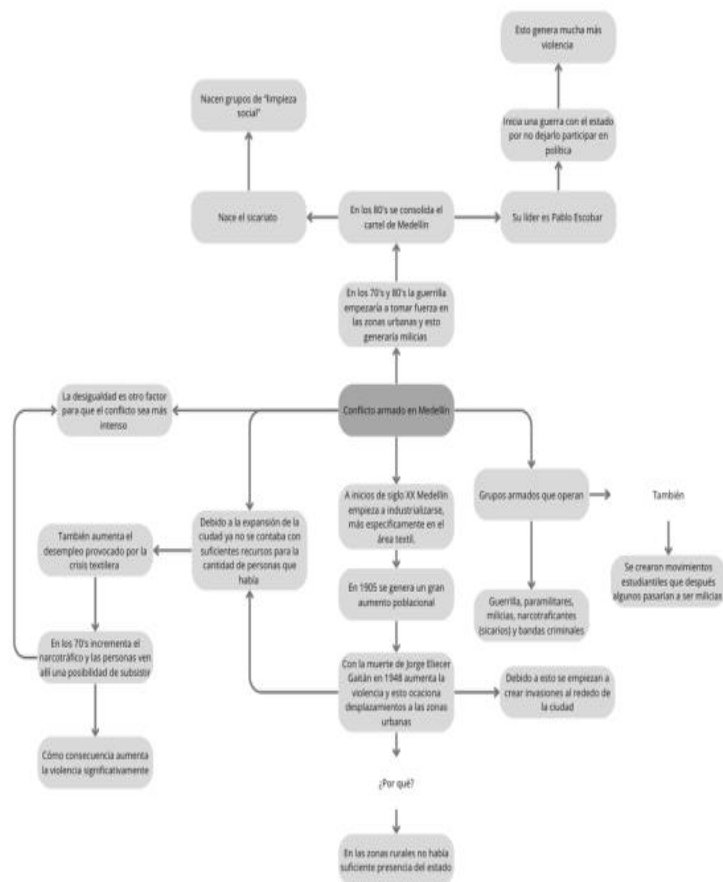 Esto genera mucha más
violencia
Nacen grupos de "limpieza
social"
Inicia una guerra con el estado
por no dejarlo participar en
política
Nace el sicariato
En los 80's se consolida el
cartel de Medellín
Su líder es Pablo Escobar
En los 70's y 80's la guerrilla
empezaría a tomar fuerza en
las zonas urbanas y esto
generaría milicias
La desigualdad es otro factor
para que el conflicto sea más
intenso
Conflicto armado en Medellín
A inicios de siglo XX Medellín
empieza a industrializarse,
más especificamente en el
área textil.
Grupos armados que operan
También
Debido a la expansión de la
ciudad ya no se contaba con
suficientes recursos para la
cantidad de personas que
había
También aumenta el
desempleo provocado por la
crisis textilera
Se crearon movimientos
estudiantiles que después
algunos pasarían a ser milicias
En 1905 se genera un gran
aumento poblacional
Guerrilla, paramilitares,
milicias, narcotraficantes
(sicarios) y bandas criminales
En los 70's incrementa el
narcotráfico y las personas ven
allí una posibilidad de subsistir
Con la muerte de Jorge Eliecer
Gaitán en 1948 aumenta la
violencia y esto ocaciona
desplazamientos a las zonas
urbanas
Debido a esto se empiezan a
crear invasiones al rededo de
la ciudad
Cómo consecuencia aumenta
la violencia significativamente
¿Por qué?
En las zonas rurales no había
suficiente presencia del estado